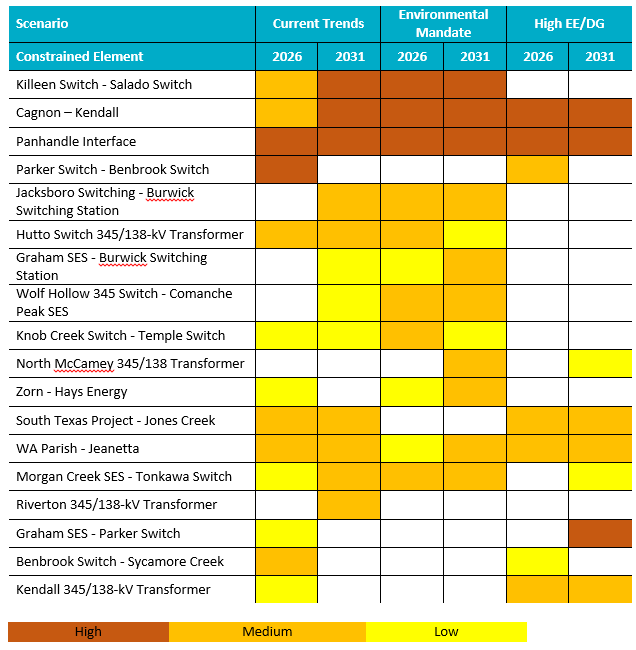 Scenario Current Trends Environmental Mandate High EE/DG
Constrained Element 2026 2031 2026 2031 2026 2031
Killeen Switch - Salado Switch
Cagnon – Kendall
Panhandle Interface
Parker Switch - Benbrook Switch
Jacksboro Switching - Burwick
Switching Station
Hutto Switch 345/138-kV Transformer
Graham SES - Burwick Switching
Station
Wolf Hollow 345 Switch - Comanche
Peak SES
Knob Creek Switch - Temple Switch
North McCamey 345/138 Transformer
Zorn - Hays Energy
South Texas Project - Jones Creek
WA Parish - Jeanetta
Morgan Creek SES - Tonkawa Switch
Riverton 345/138-kV Transformer
Graham SES - Parker Switch
Benbrook Switch - Sycamore Creek
Kendall 345/138-kV Transformer
High Medium Low